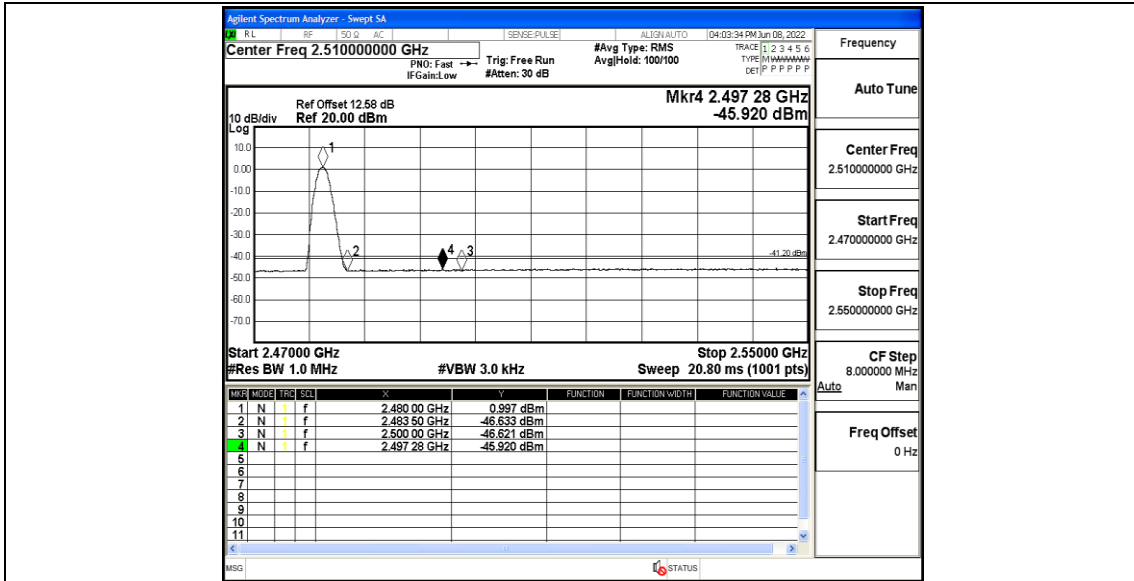 Agilent Spectrum Analyzer - Swept SA
RL RF 50 Ω AC SENSE:PULSE ALIGN AUTO 04:03:34 PM Jun 08, 2022
Center Freq 2.510000000 GHz
PNO: Fast
IFGain:Low
Trig: Free Run
#Atten: 30 dB
#Avg Type: RMS
Avg|Hold: 100/100
TRACE 1 2 3 4 5 6
TYPE
DET P P P P P P
Frequency
Auto Tune
Center Freq
2.510000000 GHz
Start Freq
2.470000000 GHz
Stop Freq
2.550000000 GHz
CF Step
8.000000 MHz
Auto Man
Freq Offset
0 Hz
Mkr4 2.497 28 GHz
-45.920 dBm
Ref Offset 12.58 dB
10 dB/div Ref 20.00 dBm
Log
10.0
0.00
-10.0
-20.0
-30.0
-40.0
-50.0
-60.0
-70.0
1
2
4
3
-41.20 dBm
Start 2.47000 GHz Stop 2.55000 GHz
#Res BW 1.0 MHz #VBW 3.0 kHz Sweep 20.80 ms (1001 pts)
MKR MODE TRC SCL X Y FUNCTION FUNCTION WIDTH FUNCTION VALUE
1 N 1 f 2.480 00 GHz 0.997 dBm
2 N 1 f 2.483 50 GHz -46.633 dBm
3 N 1 f 2.500 00 GHz -46.621 dBm
4 N 1 f 2.497 28 GHz -45.920 dBm
5
6
7
8
9
10
11
MSG STATUS